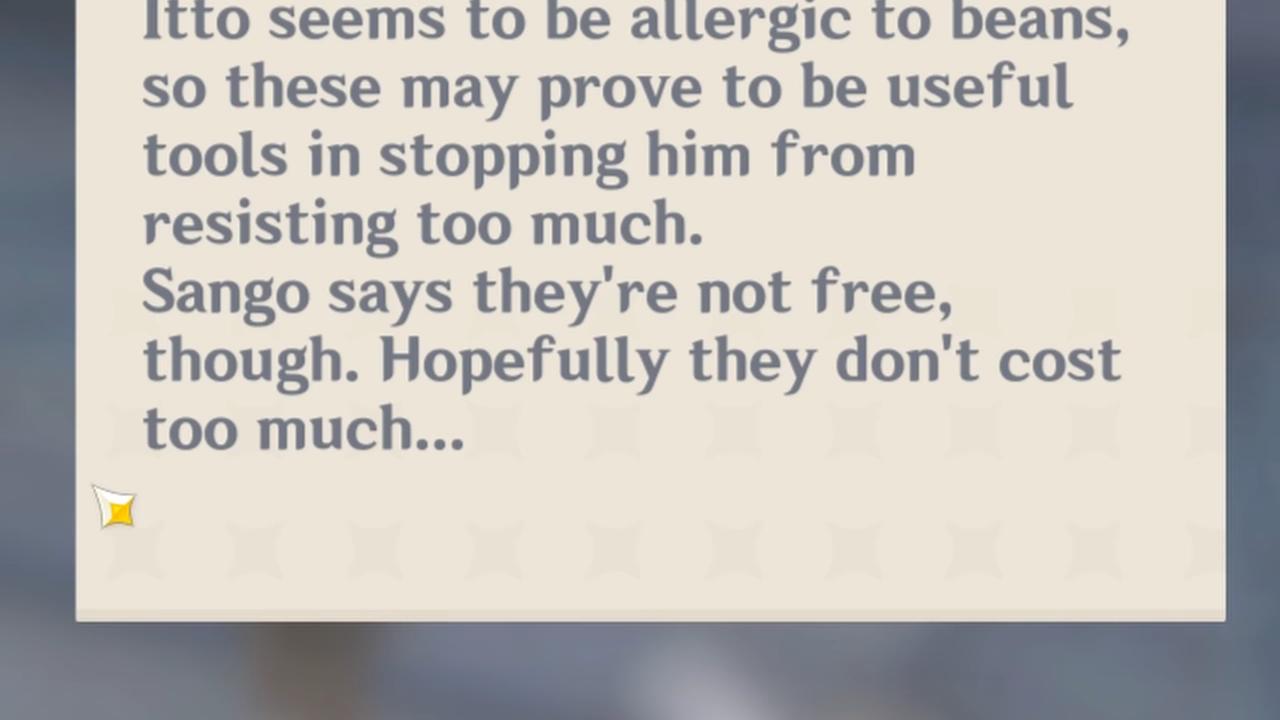 Itto seems to be allergic to beans,
so these may prove to be useful
tools in stopping him from
resisting too much.
Sango says they're not free,
though. Hopefully they don't cost
too much...